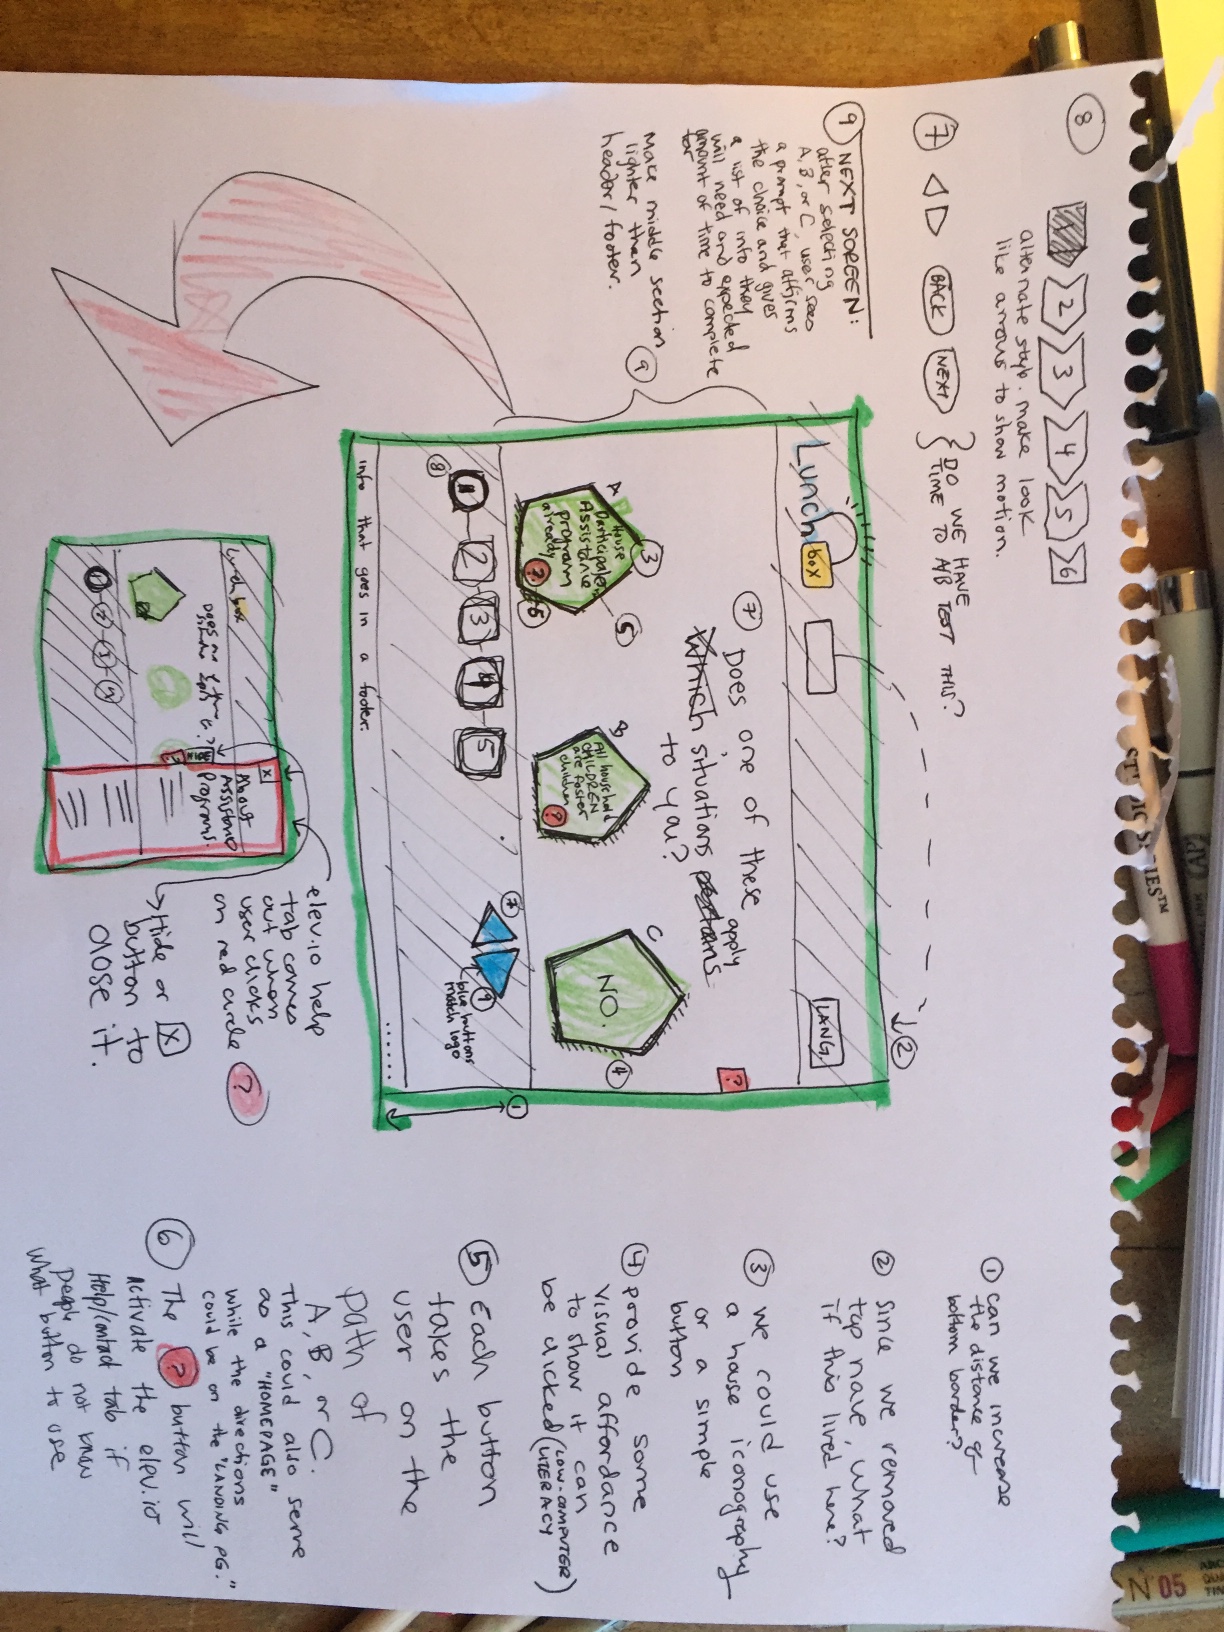 8
2 3 4 5 6
alternate style. make look
like arrows to show motion.
7 BACK NEXT } DO WE HAVE
TIME TO A/B TEST THIS?
9 NEXT SCREEN:
after selecting
A, B, or C, user sees
a prompt that affirms
the choice and gives
a list of info they
will need and expected
amount of time to complete
Make middle section
lighter than
header/footer.
9
Lunch box
LANG
2
7 Does one of these
Which situations apply
to you?
?
A
House
Participates
Assistance
program
already
?
3
5
6
B
All household
CHILDREN
are foster
children
?
C
NO.
4
8
1 2 3 4 5
7
9
blue buttons
match logo
1
info that goes in a footer.
Lunch box
Does one of these
1 2 3 4
X
About
Assistance
Programs.
elev.io help
tab comes
out when
user clicks
on red circle ?
Hide or X
button to
close it.
1 can we increase
the distance of
bottom border?
2 since we removed
top nave, what
if this lived here?
3 we could use
a house iconography
or a simple
button
4 provide some
visual affordance
to show it can
be clicked (LOW-COMPUTER
LITERACY)
5 Each button
takes the
user on the
path of
A, B, or C.
This could also serve
as a "HOMEPAGE"
while the directions
could be on the "LANDING PG."
6 The ? button will
activate the elev.io
Help/contact tab if
people do not know
what button to use
N 05